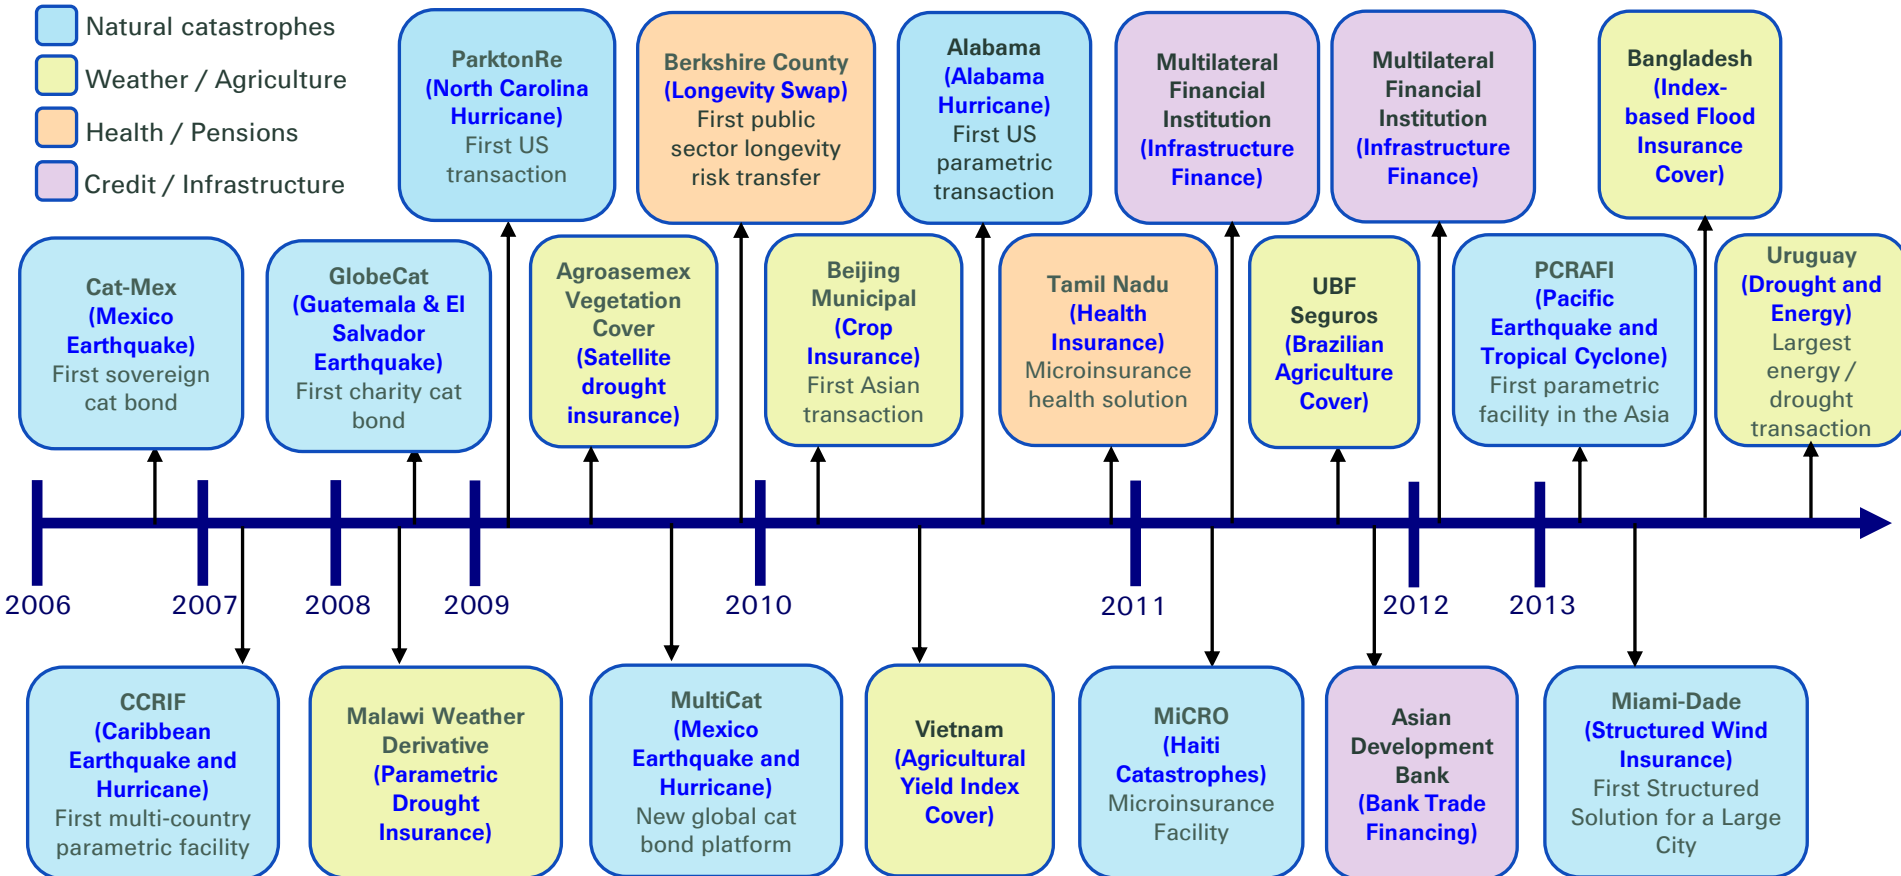 Natural catastrophes
Weather / Agriculture
Health / Pensions
Credit / Infrastructure
ParktonRe
(North Carolina
Hurricane)
First US
transaction
Berkshire County
(Longevity Swap)
First public
sector longevity
risk transfer
Alabama
(Alabama
Hurricane)
First US
parametric
transaction
Multilateral
Financial
Institution
(Infrastructure
Finance)
Multilateral
Financial
Institution
(Infrastructure
Finance)
Bangladesh
(Index-
based Flood
Insurance
Cover)
Cat-Mex
(Mexico
Earthquake)
First sovereign
cat bond
GlobeCat
(Guatemala & El
Salvador
Earthquake)
First charity cat
bond
Agroasemex
Vegetation
Cover
(Satellite
drought
insurance)
Beijing
Municipal
(Crop
Insurance)
First Asian
transaction
Tamil Nadu
(Health
Insurance)
Microinsurance
health solution
UBF
Seguros
(Brazilian
Agriculture
Cover)
PCRAFI
(Pacific
Earthquake and
Tropical Cyclone)
First parametric
facility in the Asia
Uruguay
(Drought and
Energy)
Largest
energy /
drought
transaction
2006
2007
2008
2009
2010
2011
2012
2013
CCRIF
(Caribbean
Earthquake and
Hurricane)
First multi-country
parametric facility
Malawi Weather
Derivative
(Parametric
Drought
Insurance)
MultiCat
(Mexico
Earthquake and
Hurricane)
New global cat
bond platform
Vietnam
(Agricultural
Yield Index
Cover)
MiCRO
(Haiti
Catastrophes)
Microinsurance
Facility
Asian
Development
Bank
(Bank Trade
Financing)
Miami-Dade
(Structured Wind
Insurance)
First Structured
Solution for a Large
City